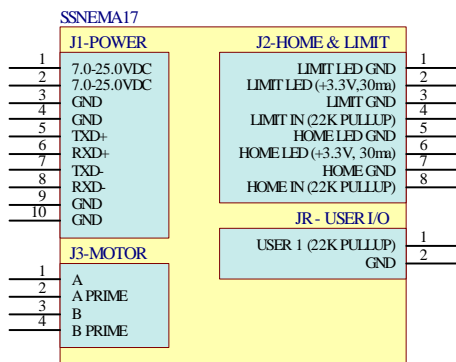 SSNEMA17
J1-POWER
1 7.0-25.0VDC
2 7.0-25.0VDC
3 GND
4 GND
5 TXD+
6 RXD+
7 TXD-
8 RXD-
9 GND
10 GND
J3-MOTOR
1 A
2 A PRIME
3 B
4 B PRIME
J2-HOME & LIMIT
LIMIT LED GND 1
LIMIT LED (+3.3V,30ma) 2
LIMIT GND 3
LIMIT IN (22K PULLUP) 4
HOME LED GND 5
HOME LED (+3.3V, 30ma) 6
HOME GND 7
HOME IN (22K PULLUP) 8
JR - USER I/O
USER 1 (22K PULLUP) 1
GND 2